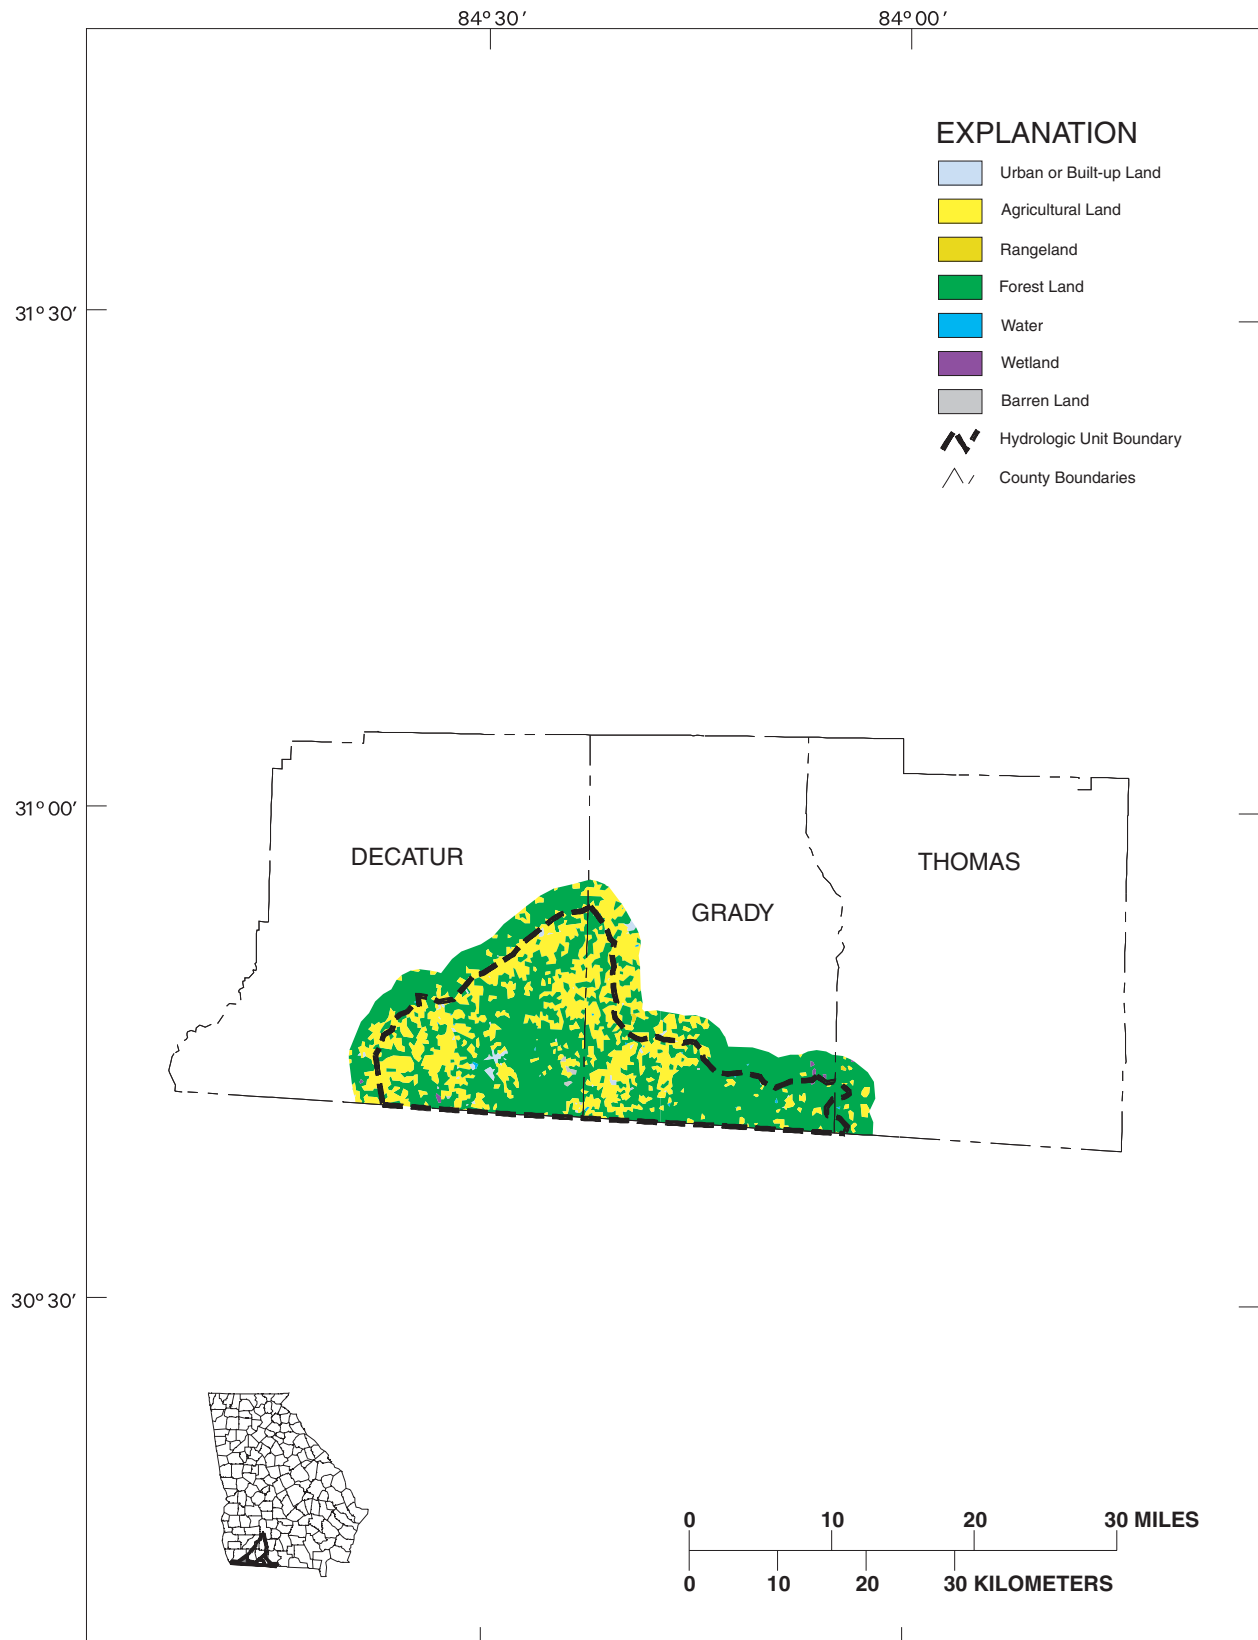 84° 30′ 84° 00′
EXPLANATION
Urban or Built-up Land
Agricultural Land
Rangeland
Forest Land
Water
Wetland
Barren Land
Hydrologic Unit Boundary
County Boundaries
31° 30′
31° 00′
DECATUR
THOMAS
GRADY
30° 30′
0 10 20 30 MILES
0 10 20 30 KILOMETERS